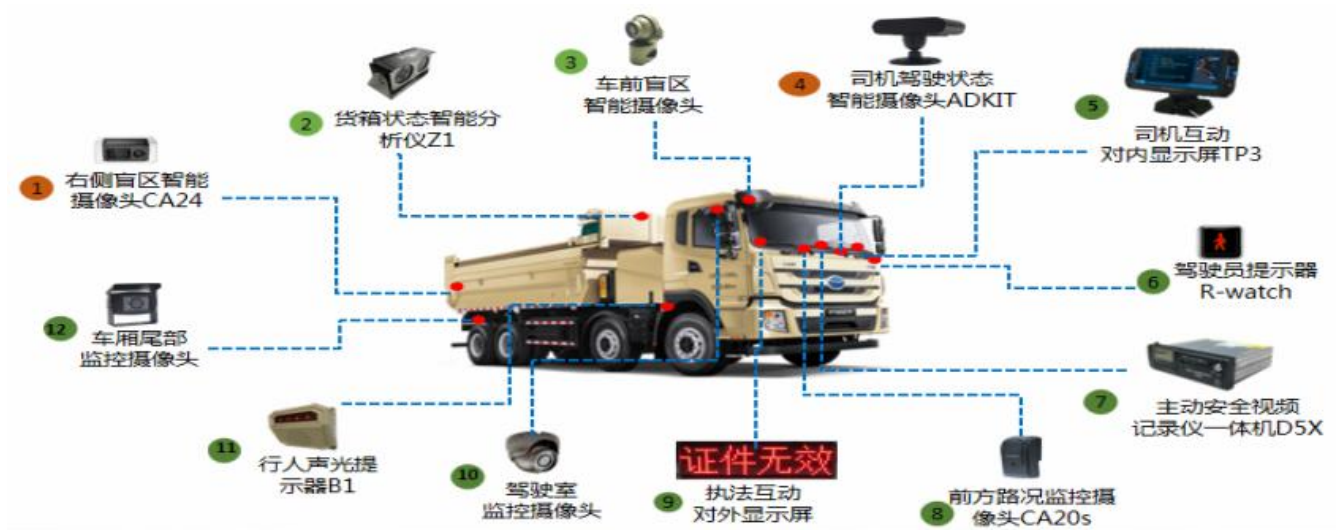 1
右侧盲区智能
摄像头CA24
2
货箱状态智能分
析仪Z1
3
车前盲区
智能摄像头
4
司机驾驶状态
智能摄像头ADKIT
5
司机互动
对内显示屏TP3
6
驾驶员提示器
R-watch
7
主动安全视频
记录仪一体机D5X
8
前方路况监控摄
像头CA20s
证件无效
9
执法互动
对外显示屏
10
驾驶室
监控摄像头
11
行人声光提
示器B1
12
车厢尾部
监控摄像头